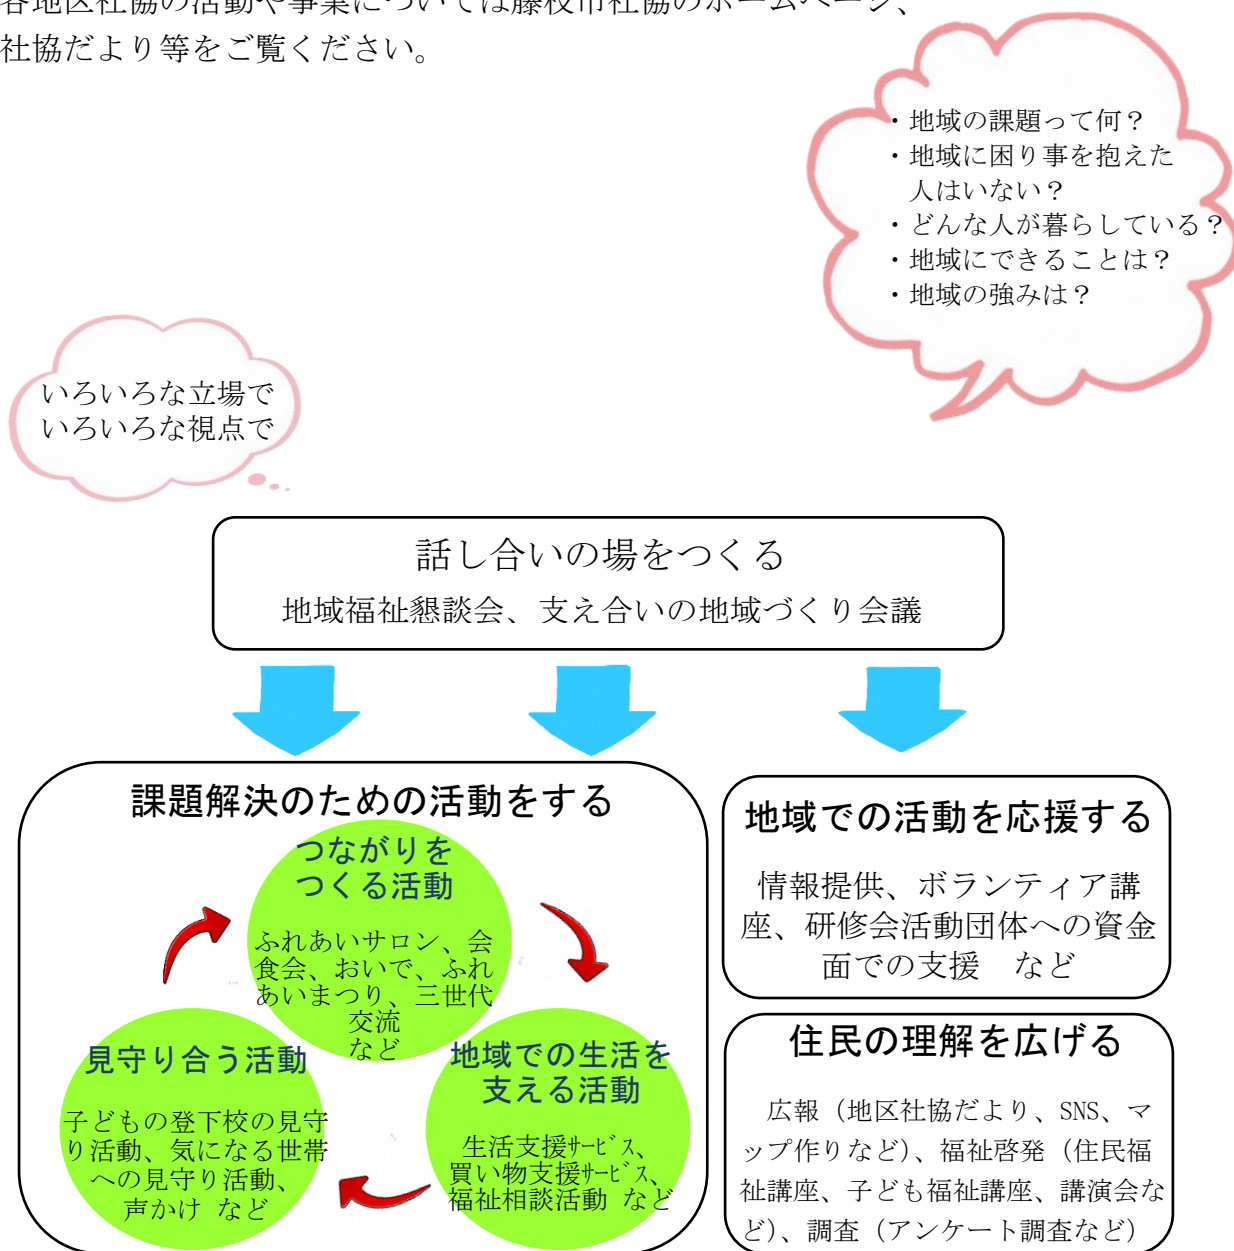 各地区社協の活動や事業については藤枝市社協のホームページ、
社協だより等をご覧ください。
・地域の課題って何？
・地域に困り事を抱えた
人はいない？
・どんな人が暮らしている？
・地域にできることは？
・地域の強みは？
いろいろな立場で
いろいろな視点で
話し合いの場をつくる
地域福祉懇談会、支え合いの地域づくり会議
課題解決のための活動をする
つながりを
つくる活動
ふれあいサロン、会
食会、おいで、ふれ
あいまつり、三世代
交流
など
見守り合う活動
子どもの登下校の見守
り活動、気になる世帯
への見守り活動、
声かけ など
地域での生活を
支える活動
生活支援ｻｰﾋﾞｽ、
買い物支援ｻｰﾋﾞｽ、
福祉相談活動 など
地域での活動を応援する
情報提供、ボランティア講
座、研修会活動団体への資金
面での支援　など
住民の理解を広げる
広報（地区社協だより、SNS、マ
ップ作りなど）、福祉啓発（住民福
祉講座、子ども福祉講座、講演会な
ど）、調査（アンケート調査など）